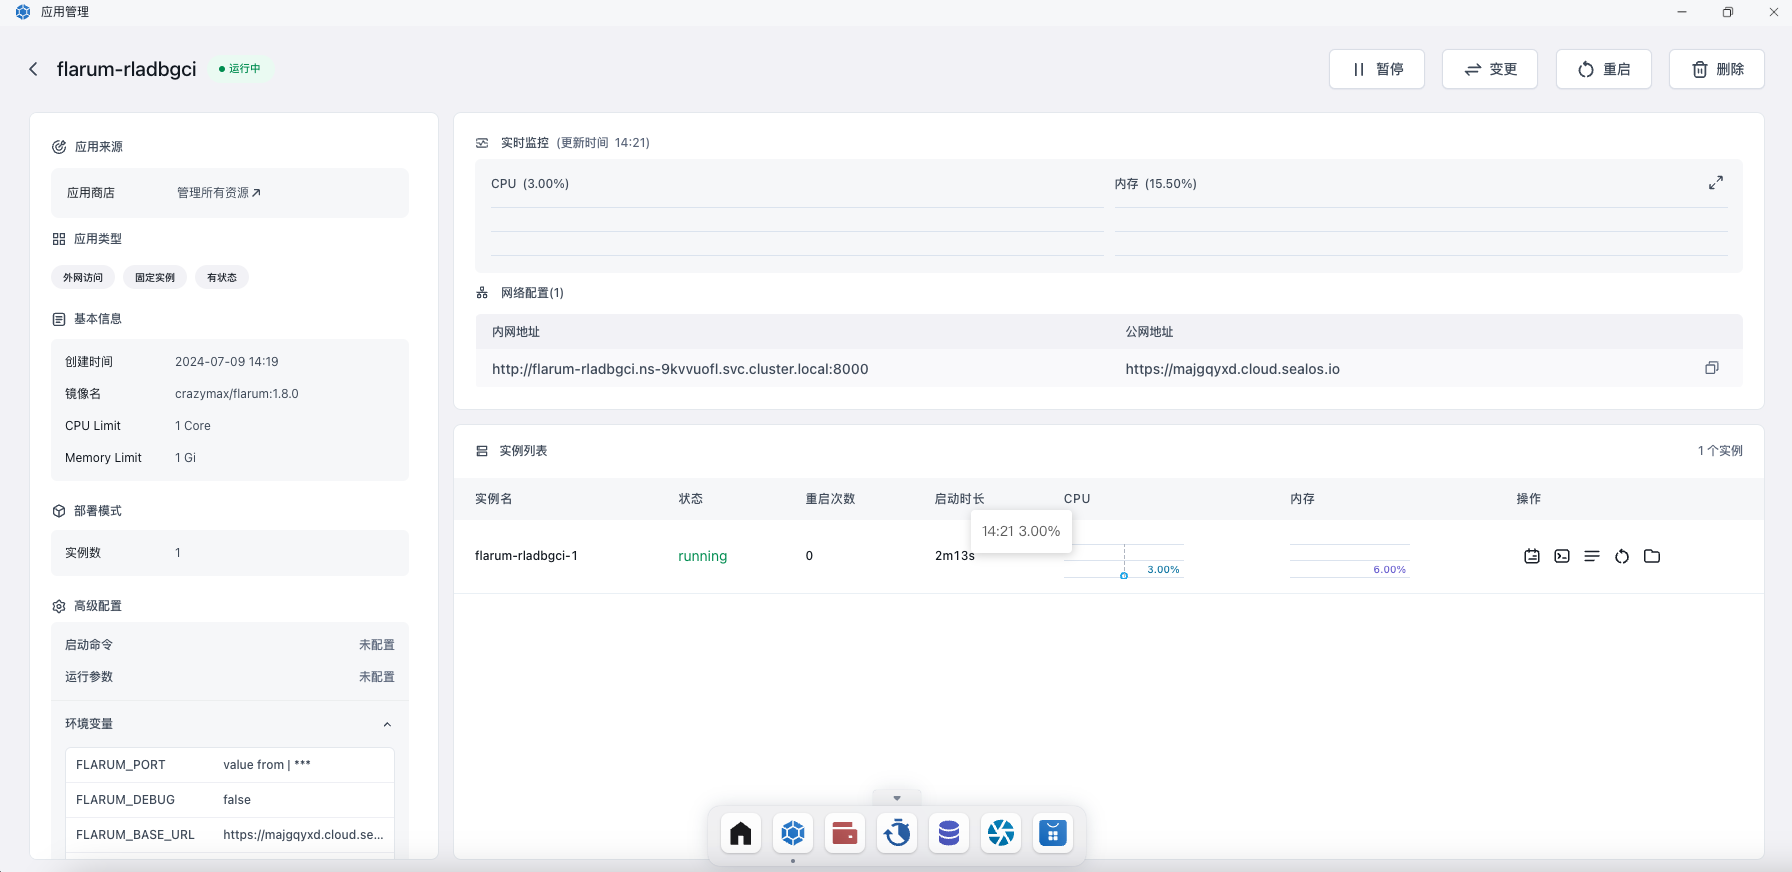 应用管理
flarum-rladbgci
运行中
暂停
变更
重启
删除
应用来源
应用商店 管理所有资源
应用类型
外网访问 固定实例 有状态
基本信息
创建时间 2024-07-09 14:19
镜像名 crazymax/flarum:1.8.0
CPU Limit 1 Core
Memory Limit 1 Gi
部署模式
实例数 1
高级配置
启动命令 未配置
运行参数 未配置
环境变量
FLARUM_PORT value from | ***
FLARUM_DEBUG false
FLARUM_BASE_URL https://majgqyxd.cloud.se...
实时监控 (更新时间 14:21)
CPU (3.00%)
内存 (15.50%)
网络配置(1)
内网地址 公网地址
http://flarum-rladbgci.ns-9kvvuofl.svc.cluster.local:8000 https://majgqyxd.cloud.sealos.io
实例列表 1 个实例
实例名 状态 重启次数 启动时长 CPU 内存 操作
14:21 3.00%
flarum-rladbgci-1 running 0 2m13s 3.00% 6.00%